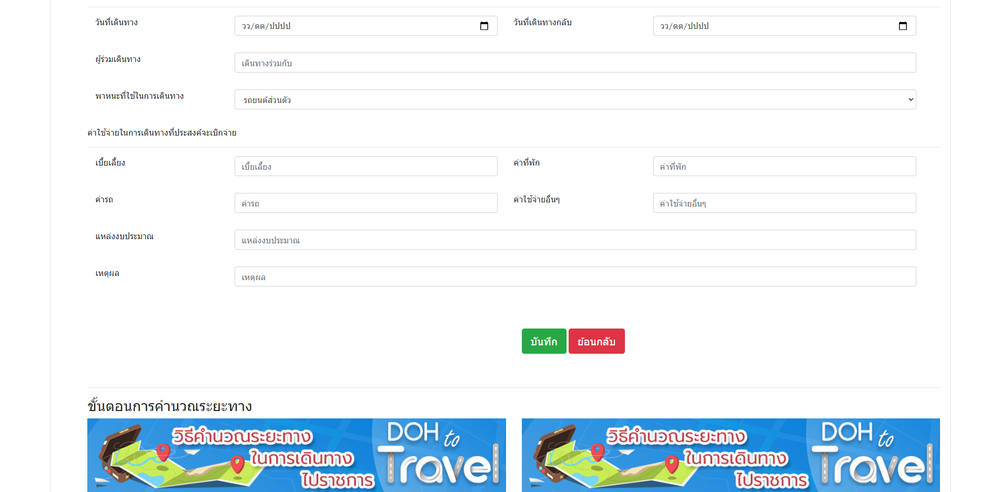 วันที่เดินทาง วว/ดด/ปปปป วันที่เดินทางกลับ วว/ดด/ปปปป
ผู้ร่วมเดินทาง เดินทางร่วมกับ
พาหนะที่ใช้ในการเดินทาง รถยนต์ส่วนตัว
ค่าใช้จ่ายในการเดินทางที่ประสงค์จะเบิกจ่าย
เบี้ยเลี้ยง เบี้ยเลี้ยง ค่าที่พัก ค่าที่พัก
ค่ารถ ค่ารถ ค่าใช้จ่ายอื่นๆ ค่าใช้จ่ายอื่นๆ
แหล่งงบประมาณ แหล่งงบประมาณ
เหตุผล เหตุผล
บันทึก ย้อนกลับ
ขั้นตอนการคำนวณระยะทาง
วิธีคำนวณระยะทาง
ในการเดินทาง
ไปราชการ
DOH to
Travel
วิธีคำนวณระยะทาง
ในการเดินทาง
ไปราชการ
DOH to
Travel